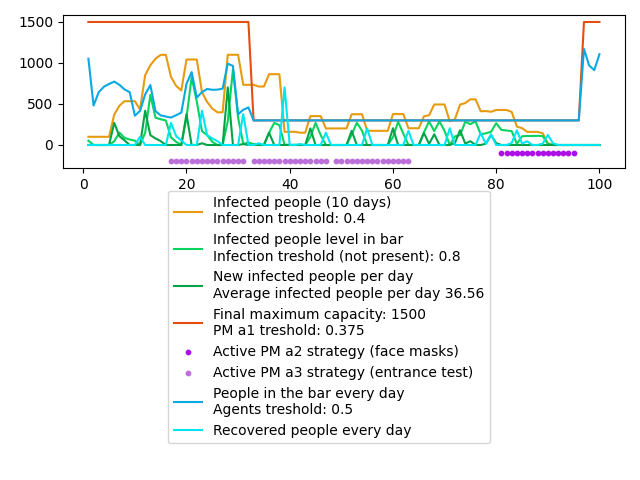 1500
1000
500
0
0 20 40 60 80 100
Infected people (10 days)
Infection treshold: 0.4
Infected people level in bar
Infection treshold (not present): 0.8
New infected people per day
Average infected people per day 36.56
Final maximum capacity: 1500
PM a1 treshold: 0.375
Active PM a2 strategy (face masks)
Active PM a3 strategy (entrance test)
People in the bar every day
Agents treshold: 0.5
Recovered people every day